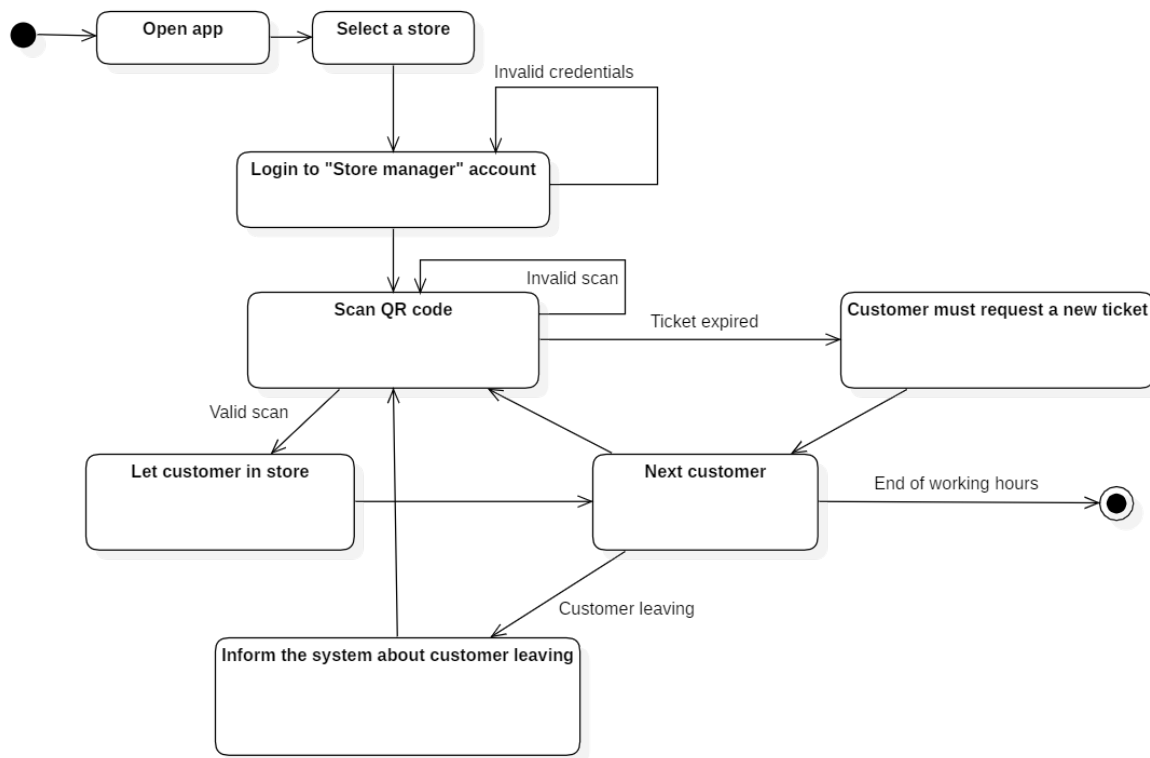 Open app
Select a store
Invalid credentials
Login to "Store manager" account
Invalid scan
Scan QR code
Ticket expired
Customer must request a new ticket
Valid scan
Let customer in store
Next customer
End of working hours
Customer leaving
Inform the system about customer leaving